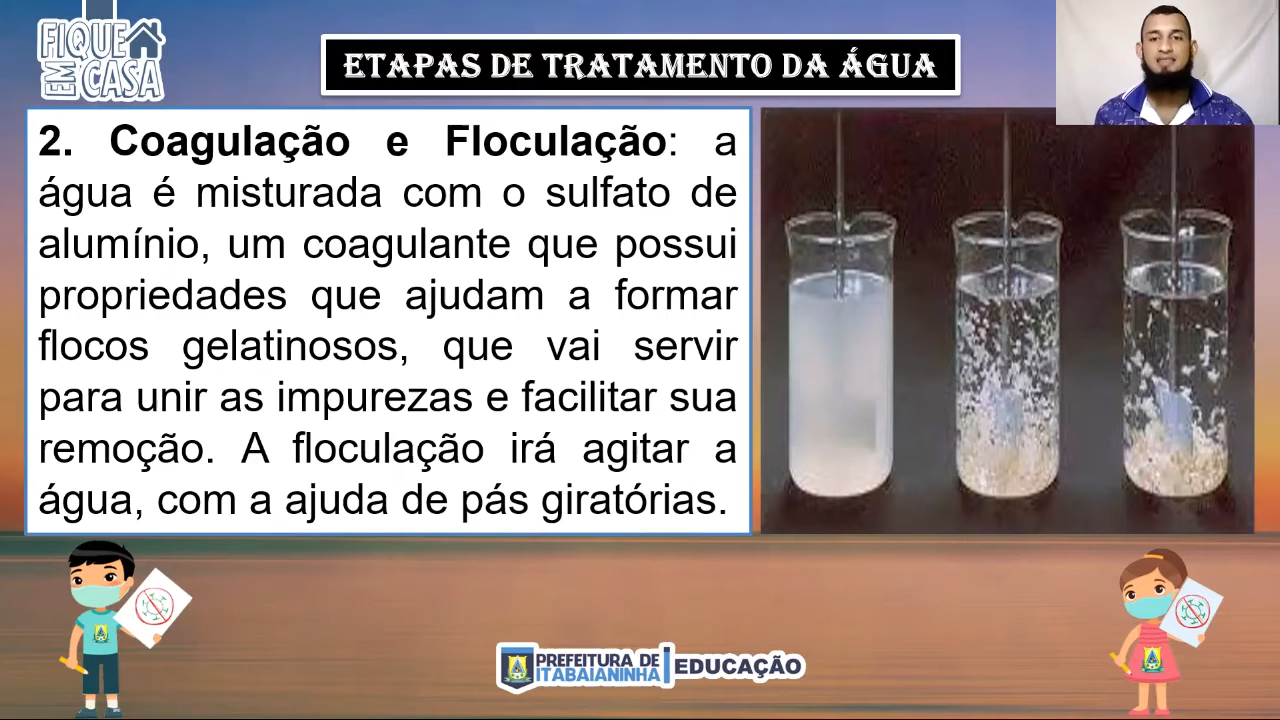 FIQUE
EM CASA
ETAPAS DE TRATAMENTO DA ÁGUA
2. Coagulação e Floculação: a
água é misturada com o sulfato de
alumínio, um coagulante que possui
propriedades que ajudam a formar
flocos gelatinosos, que vai servir
para unir as impurezas e facilitar sua
remoção. A floculação irá agitar a
água, com a ajuda de pás giratórias.
PREFEITURA DE
ITABAIANINHA
EDUCAÇÃO